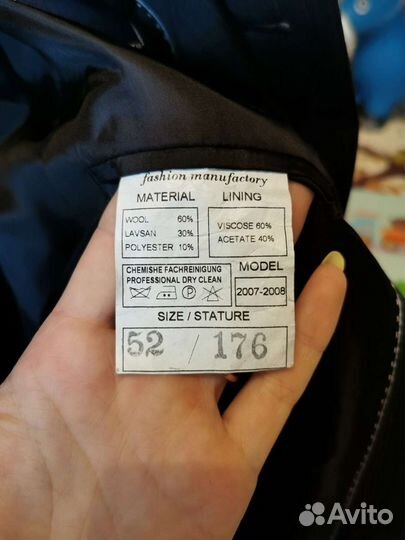 fashion manufactory
MATERIAL LINING
WOOL 60%
LAVSAN 30%
POLYESTER 10%
VISCOSE 60%
ACETATE 40%
CHEMISHE FACHREINIGUNG
PROFESSIONAL DRY CLEAN
P
MODEL
2007-2008
SIZE / STATURE
52 / 176
Avito